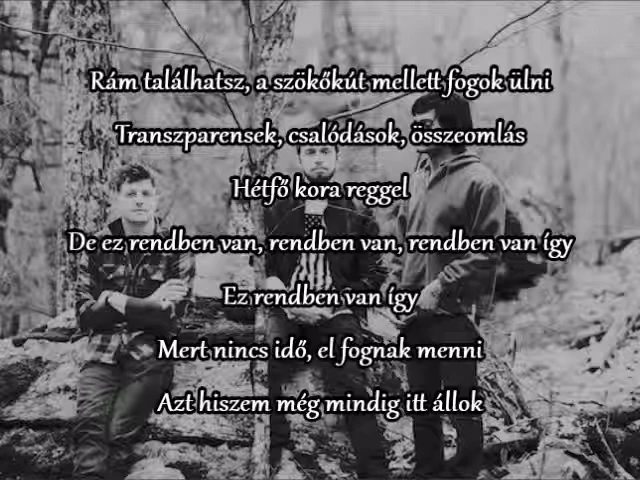 Rám találhatsz, a szökőkút mellett fogok ülni
Transzparensek, csalódások, összeomlás
Hétfő kora reggel
De ez rendben van, rendben van, rendben van így
Ez rendben van így
Mert nincs idő, el fognak menni
Azt hiszem még mindig itt állok